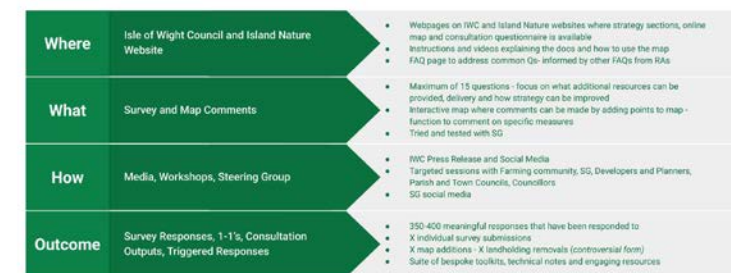 Where
Isle of Wight Council and Island Nature
Website
• Webpages on IWC and Island Nature websites where strategy sections, online
map and consultation questionnaire is available
• Instructions and videos explaining the docs and how to use the map
• FAQ page to address common Qs- informed by other FAQs from RAs
What
Survey and Map Comments
• Maximum of 15 questions - focus on what additional resources can be
provided, delivery and how strategy can be improved
• Interactive map where comments can be made by adding points to map -
function to comment on specific measures
• Tried and tested with SG
How
Media, Workshops, Steering Group
• IWC Press Release and Social Media
• Targeted sessions with Farming community, SG, Developers and Planners,
Parish and Town Councils, Councillors
• SG social media
Outcome
Survey Responses, 1-1's, Consultation
Outputs, Triggered Responses
• 350-400 meaningful responses that have been responded to
• X individual survey submissions
• X map additions - X landholding removals (controversial form)
• Suite of bespoke toolkits, technical notes and engaging resources